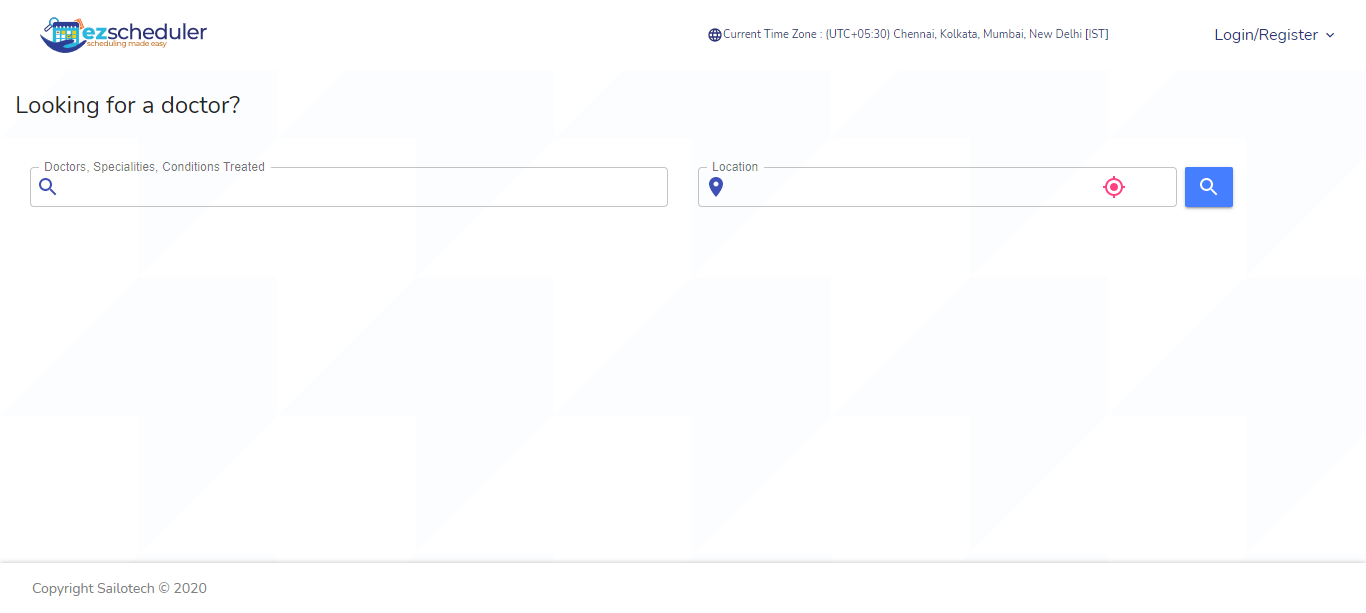 ezscheduler
scheduling made easy
Current Time Zone : (UTC+05:30) Chennai, Kolkata, Mumbai, New Delhi [IST]
Login/Register
Looking for a doctor?
Doctors, Specialities, Conditions Treated
Location
Copyright Sailotech © 2020